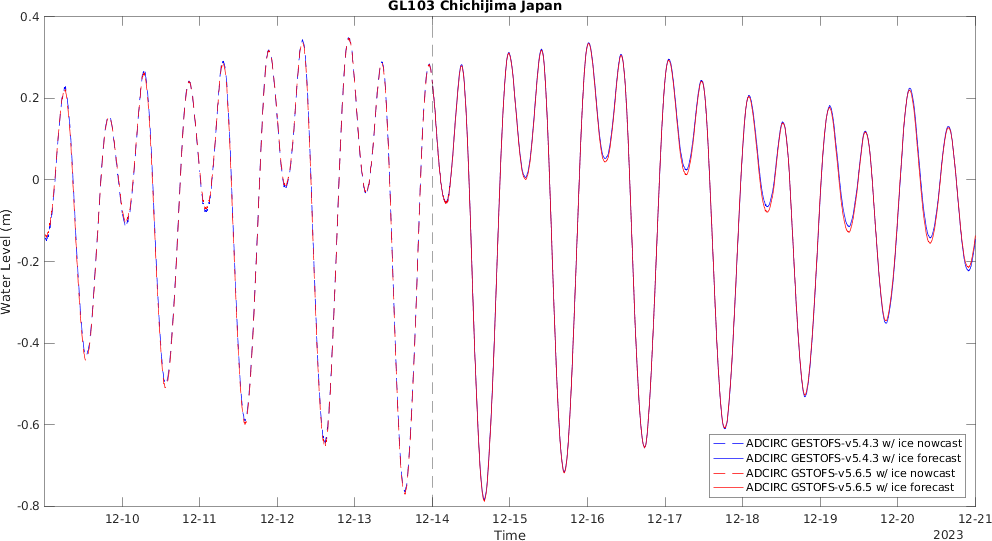 GL103 Chichijima Japan
0.4
0.2
0
-0.2
-0.4
-0.6
-0.8
Water Level (m)
ADCIRC GESTOFS-v5.4.3 w/ ice nowcast
ADCIRC GESTOFS-v5.4.3 w/ ice forecast
ADCIRC GSTOFS-v5.6.5 w/ ice nowcast
ADCIRC GSTOFS-v5.6.5 w/ ice forecast
12-10 12-11 12-12 12-13 12-14 12-15 12-16 12-17 12-18 12-19 12-20 12-21
Time
2023